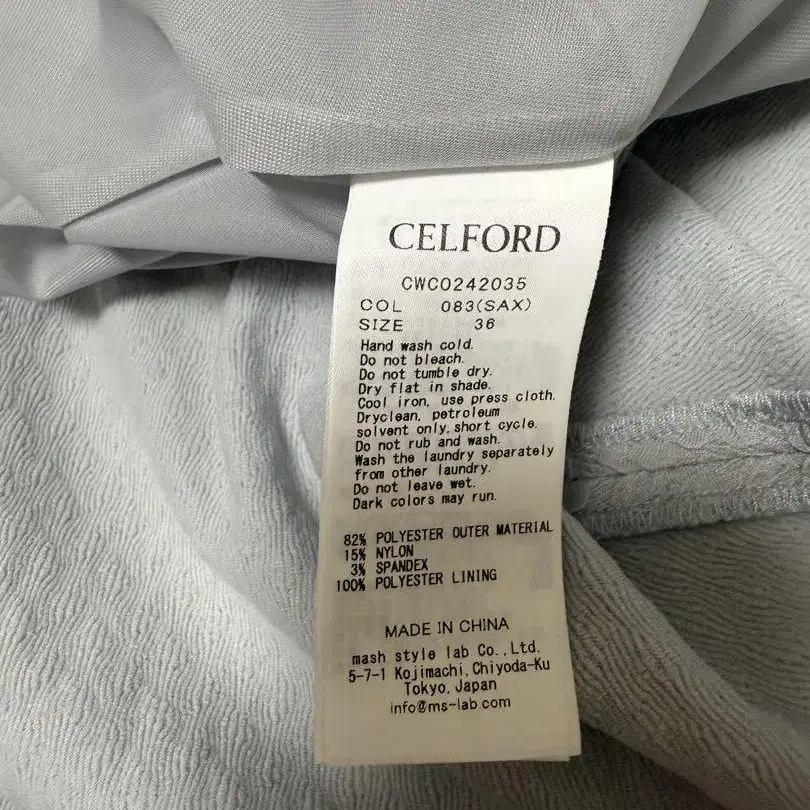 CELFORD
CWCO242035
COL 083(SAX)
SIZE 36
Hand wash cold.
Do not bleach.
Do not tumble dry.
Dry flat in shade.
Cool iron, use press cloth.
Dryclean, petroleum
solvent only, short cycle.
Do not rub and wash.
Wash the laundry separately
from other laundry.
Do not leave wet.
Dark colors may run.
82% POLYESTER OUTER MATERIAL
15% NYLON
3% SPANDEX
100% POLYESTER LINING
MADE IN CHINA
mash style lab Co.,Ltd.
5-7-1 Kojimachi,Chiyoda-Ku
Tokyo,Japan
info@ms-lab.com